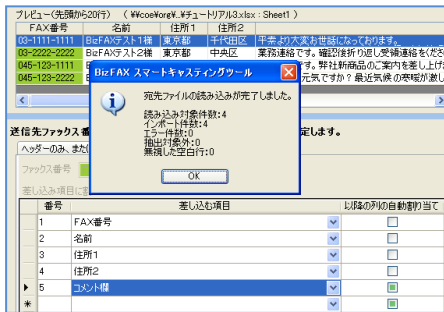 プレビュー(先頭から20行) ( ¥¥coe¥org¥..¥チュートリアル3.xlsx : Sheet1 )
FAX番号 名前 住所1 住所2
03-1111-1111 BizFAXテスト1様 東京都 千代田区 平素より大変お世話になっております。
03-2222-2222 BizFAXテスト2様 東京都 中央区 業務連絡です。確認後折り返し受領連絡をくださ
045-123-1111 です。弊社新商品のご案内を差し上げ
045-123-2222 元気ですか?最近気候の寒暖が激し
BizFAX スマートキャスティングツール
宛先ファイルの読み込みが完了しました。
読み込み対象件数:4
インポート件数:4
エラー件数:0
抽出対象外:0
無視した空白行:0
OK
送信先ファックス番 定します。
ヘッダーのみ、また
ファックス番号
差し込み項目に
番号 差し込む項目 以降の列の自動割り当て
1 FAX番号
2 名前
3 住所1
4 住所2
5 コメント欄